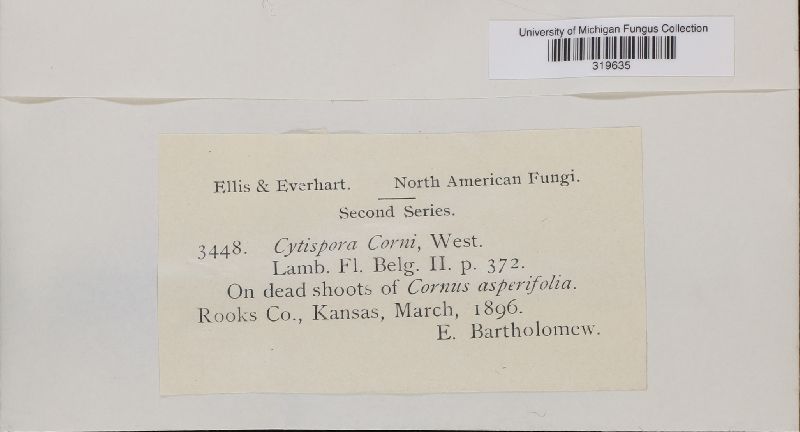 University of Michigan Fungus Collection
319635
Ellis & Everhart. North American Fungi.
Second Series.
3448. Cytispora Corni, West.
Lamb. Fl. Belg. II. p. 372.
On dead shoots of Cornus asperifolia.
Rooks Co., Kansas, March, 1896.
E. Bartholomew.